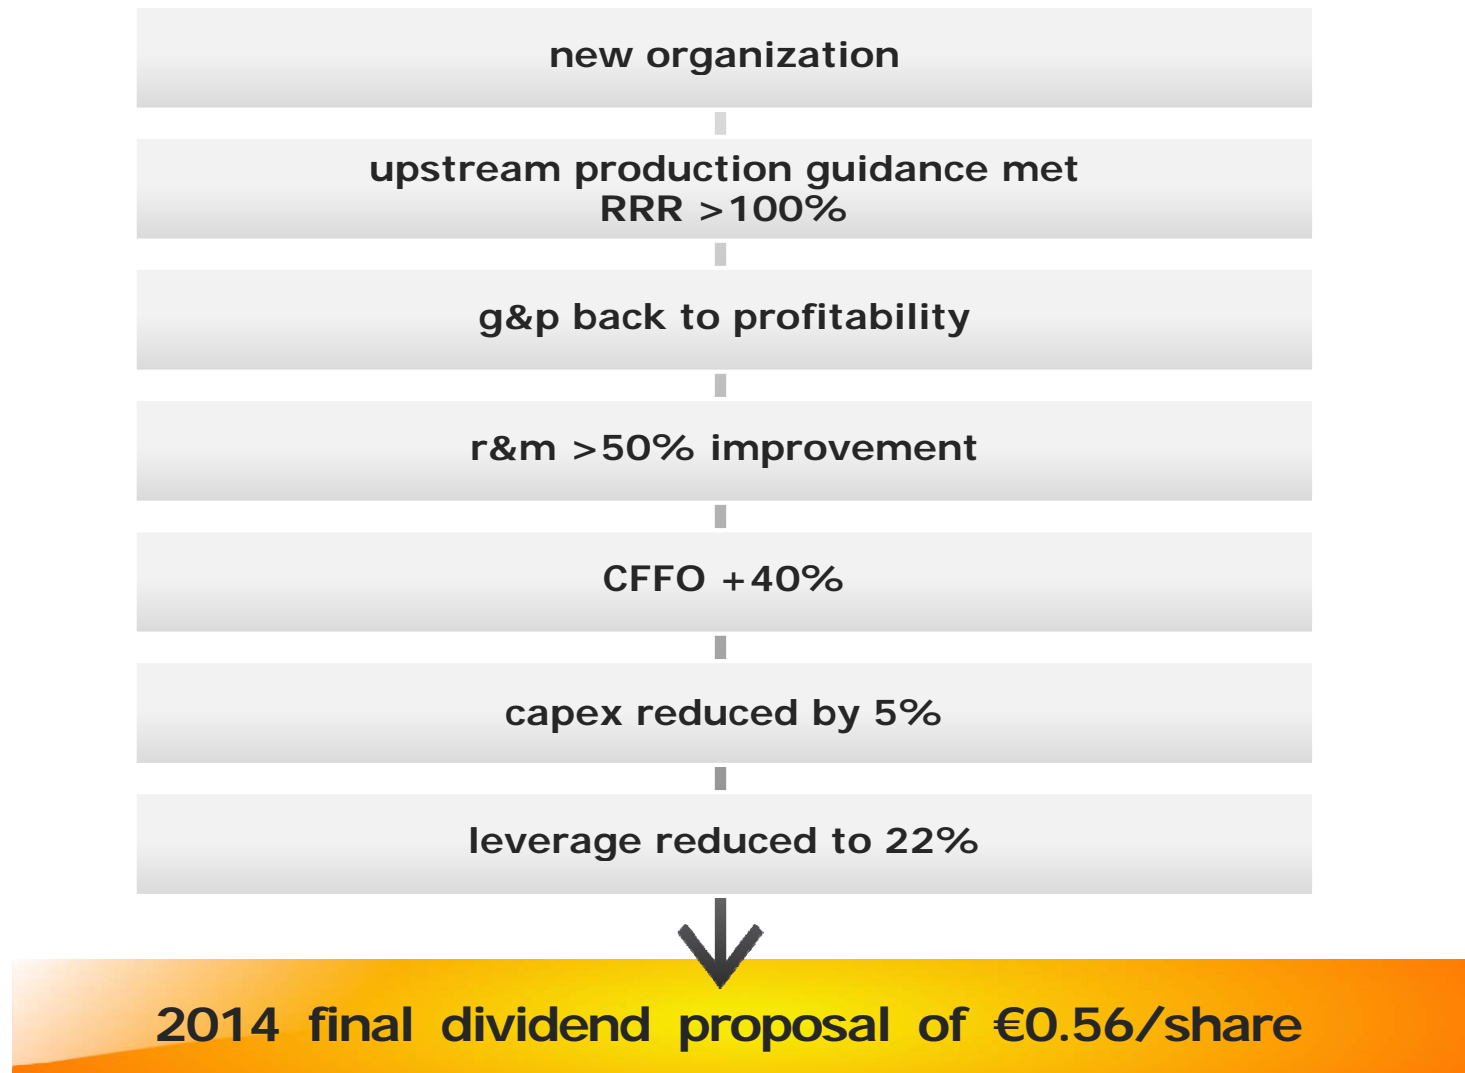 new organization
upstream production guidance met
RRR >100%
g&p back to profitability
r&m >50% improvement
CFFO +40%
capex reduced by 5%
leverage reduced to 22%
2014 final dividend proposal of €0.56/share